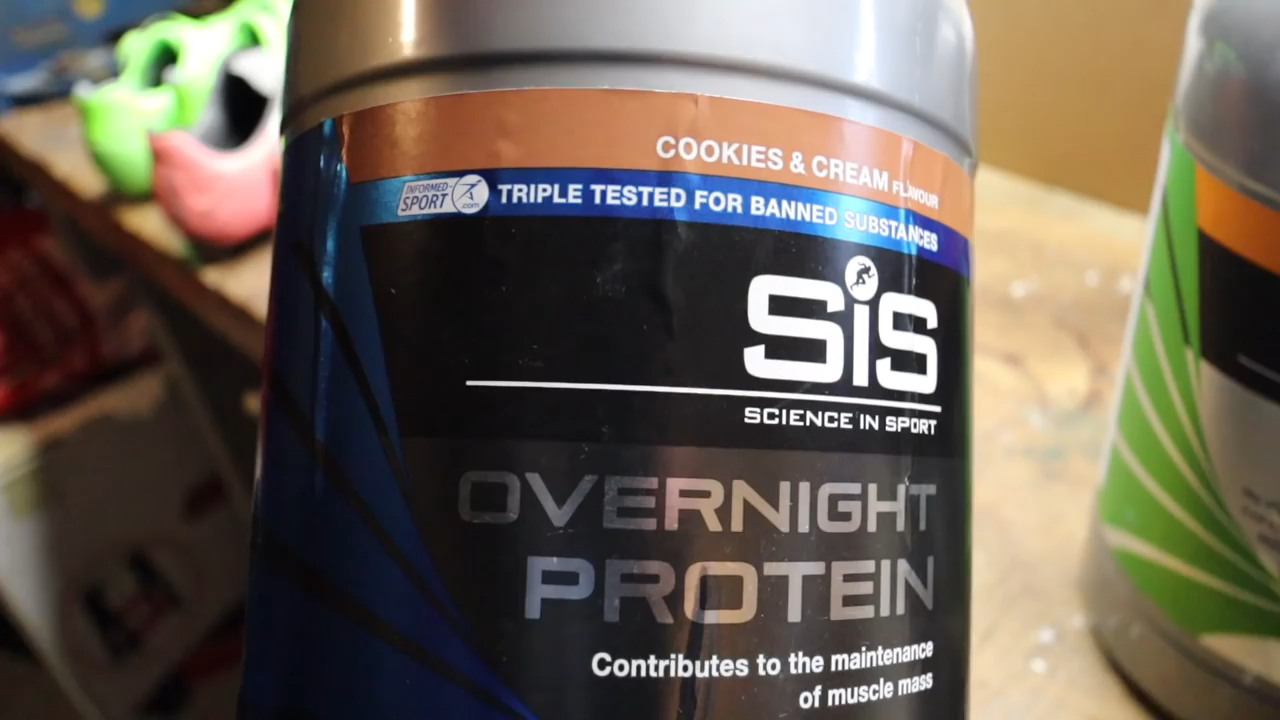 COOKIES & CREAM FLAVOUR
INFORMED-
SPORT
.com
TRIPLE TESTED FOR BANNED SUBSTANCES
SiS
SCIENCE IN SPORT
OVERNIGHT
PROTEIN
Contributes to the maintenance
of muscle mass